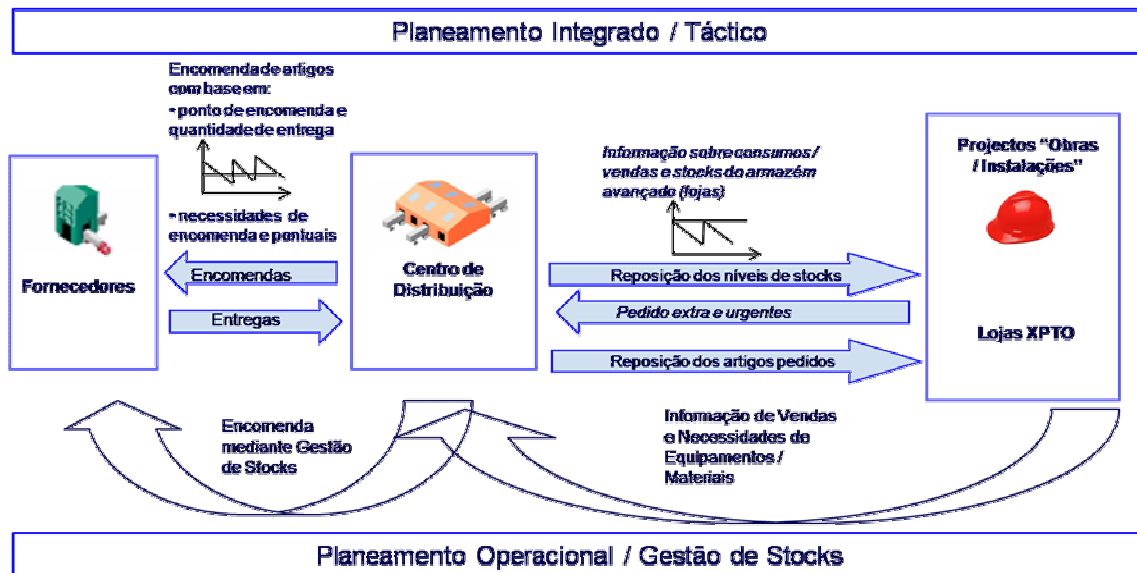 Planeamento Integrado / Táctico
Encomenda de artigos
com base em:
- ponto de encomenda e
quantidade de entrega
- necessidades de
encomenda e pontuais
Fornecedores
Encomendas
Entregas
Centro de
Distribuição
Informação sobre consumos /
vendas e stocks do armazém
avançado (lojas)
Reposição dos níveis de stocks
Pedido extra e urgentes
Reposição dos artigos pedidos
Projectos "Obras
/ Instalações"
Lojas XPTO
Encomenda
mediante Gestão
de Stocks
Informação de Vendas
e Necessidades de
Equipamentos /
Materiais
Planeamento Operacional / Gestão de Stocks